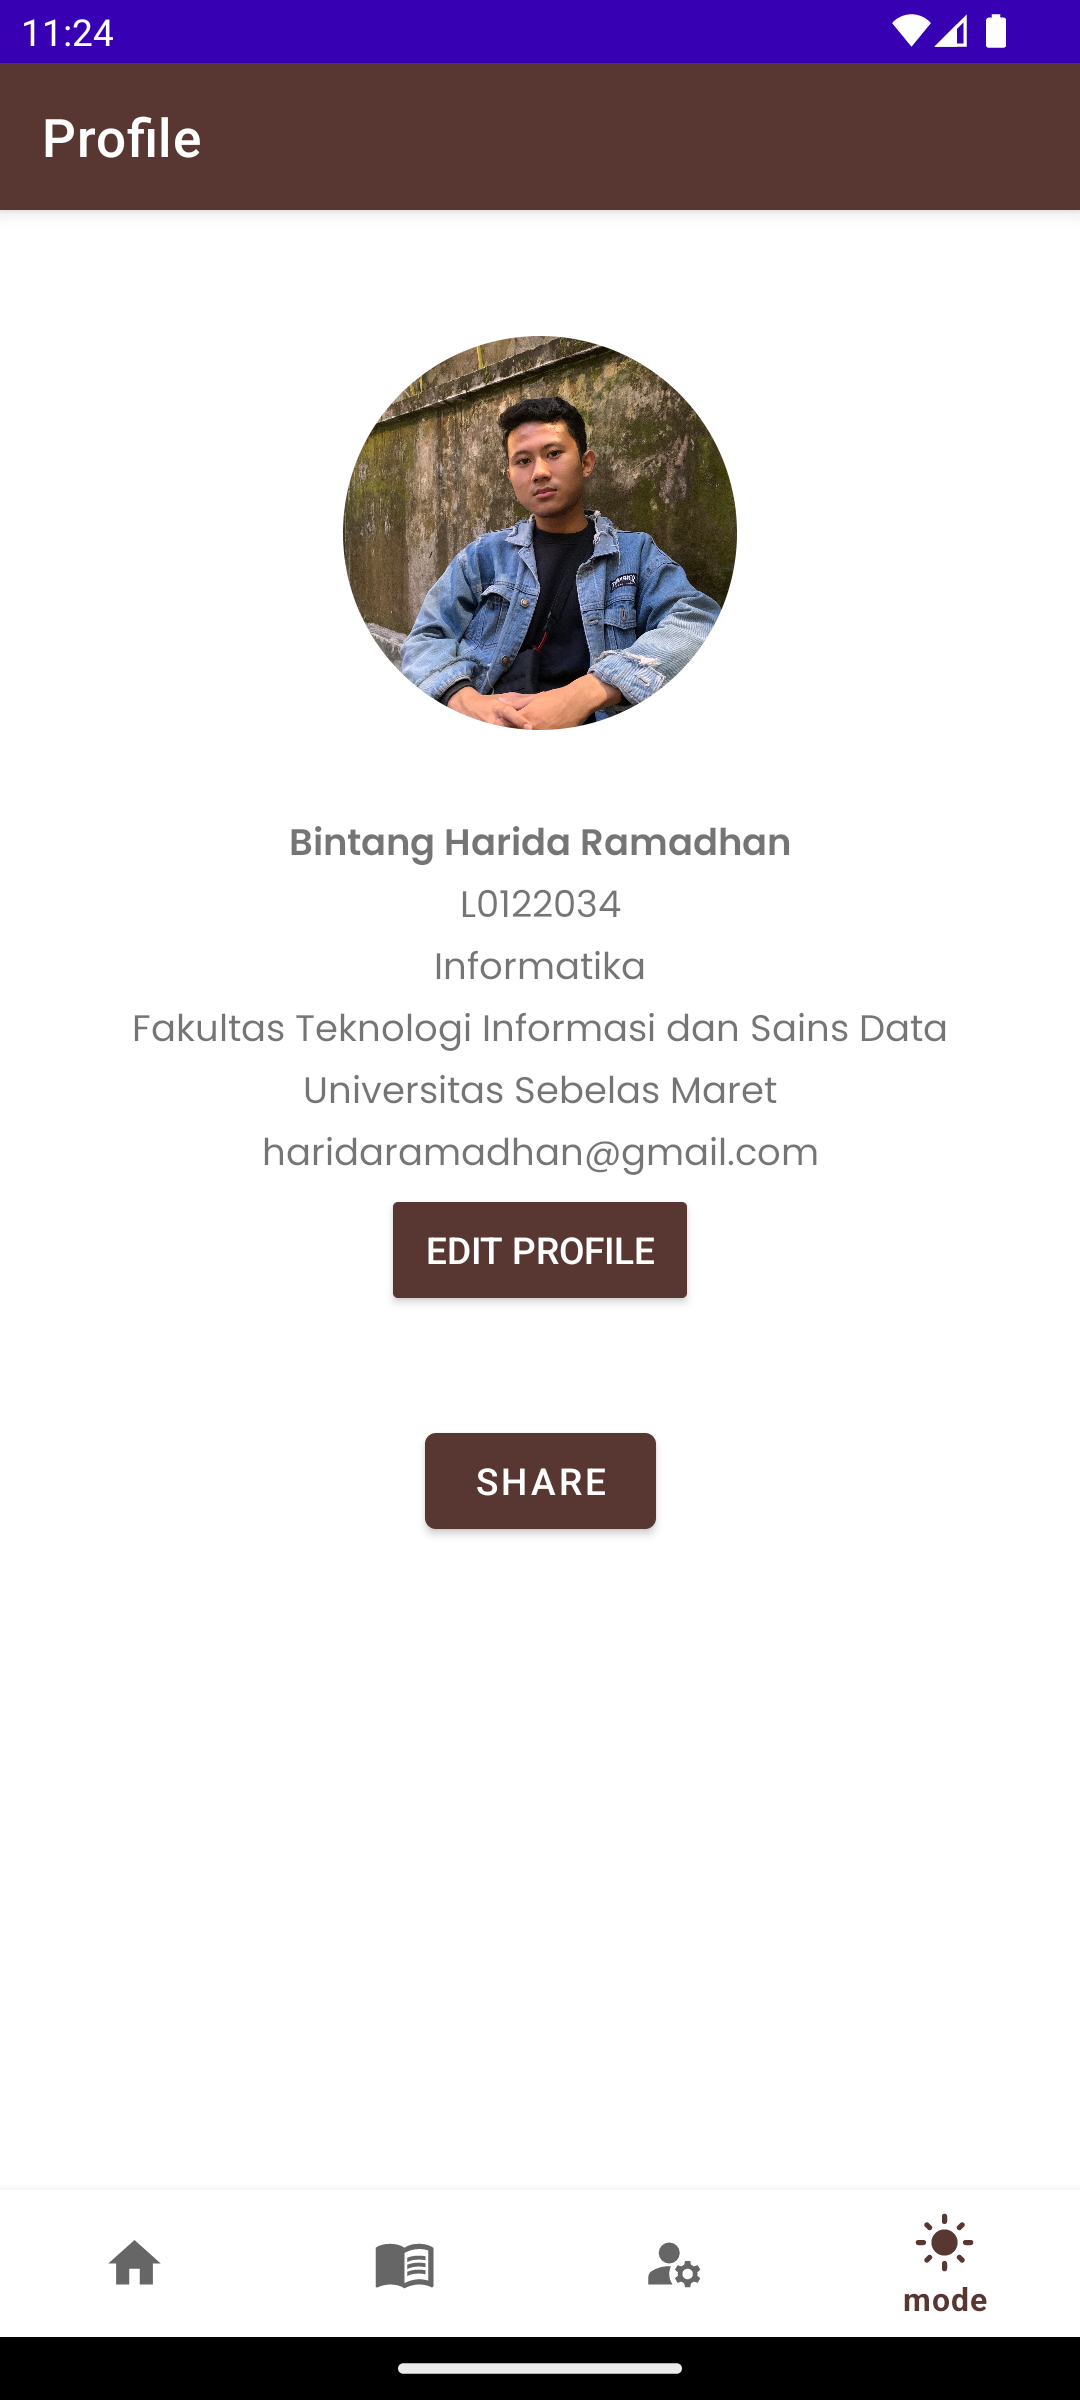 11:24
Profile
Bintang Harida Ramadhan
L0122034
Informatika
Fakultas Teknologi Informasi dan Sains Data
Universitas Sebelas Maret
haridaramadhan@gmail.com
EDIT PROFILE
SHARE
mode